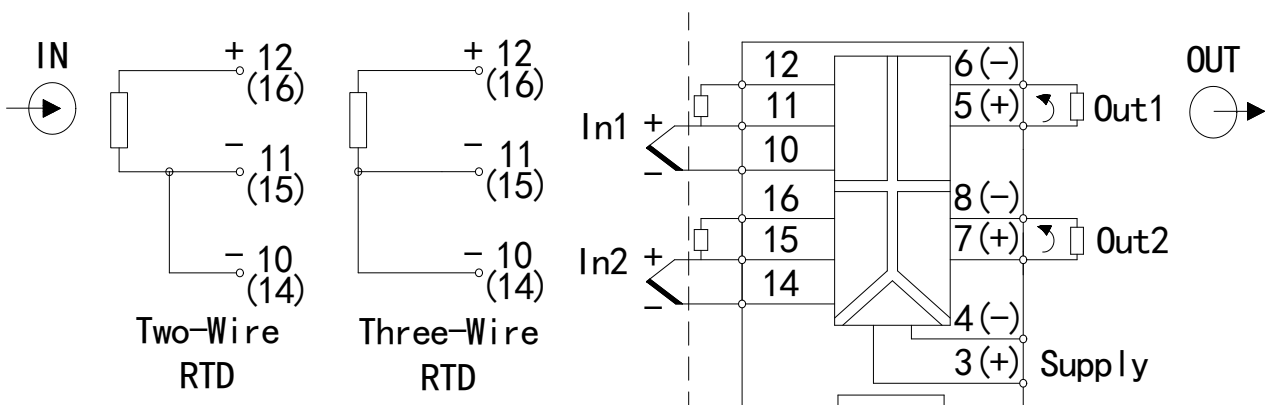 IN
+ 12
(16)
- 11
(15)
- 10
(14)
Two-Wire
RTD
+ 12
(16)
- 11
(15)
- 10
(14)
Three-Wire
RTD
In1
+
-
In2
+
-
12
11
10
16
15
14
6(-)
5(+)
Out1
8(-)
7(+)
Out2
4(-)
3(+) Supply
OUT